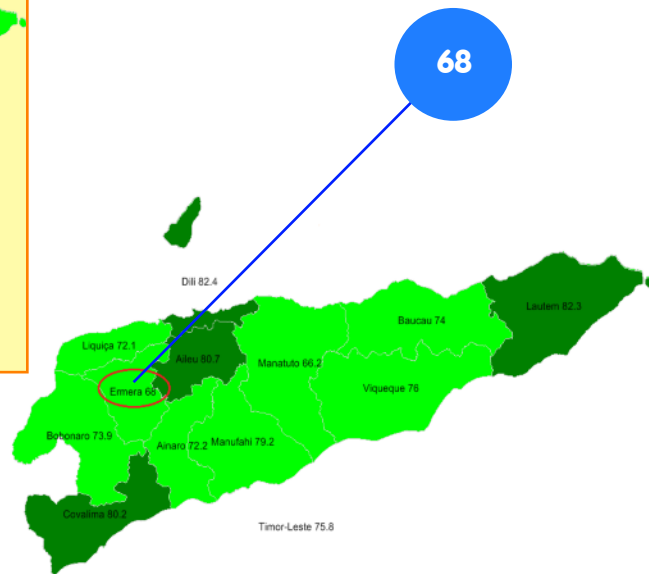 68
Dili 82.4
Lautem 82.3
Baucau 74
Liquiça 72.1
Aileu 80.7
Manatuto 66.2
Viqueque 76
Ermera 68
Bobonaro 73.9
Ainaro 72.2
Manufahi 79.2
Covalima 80.2
Timor-Leste 75.8